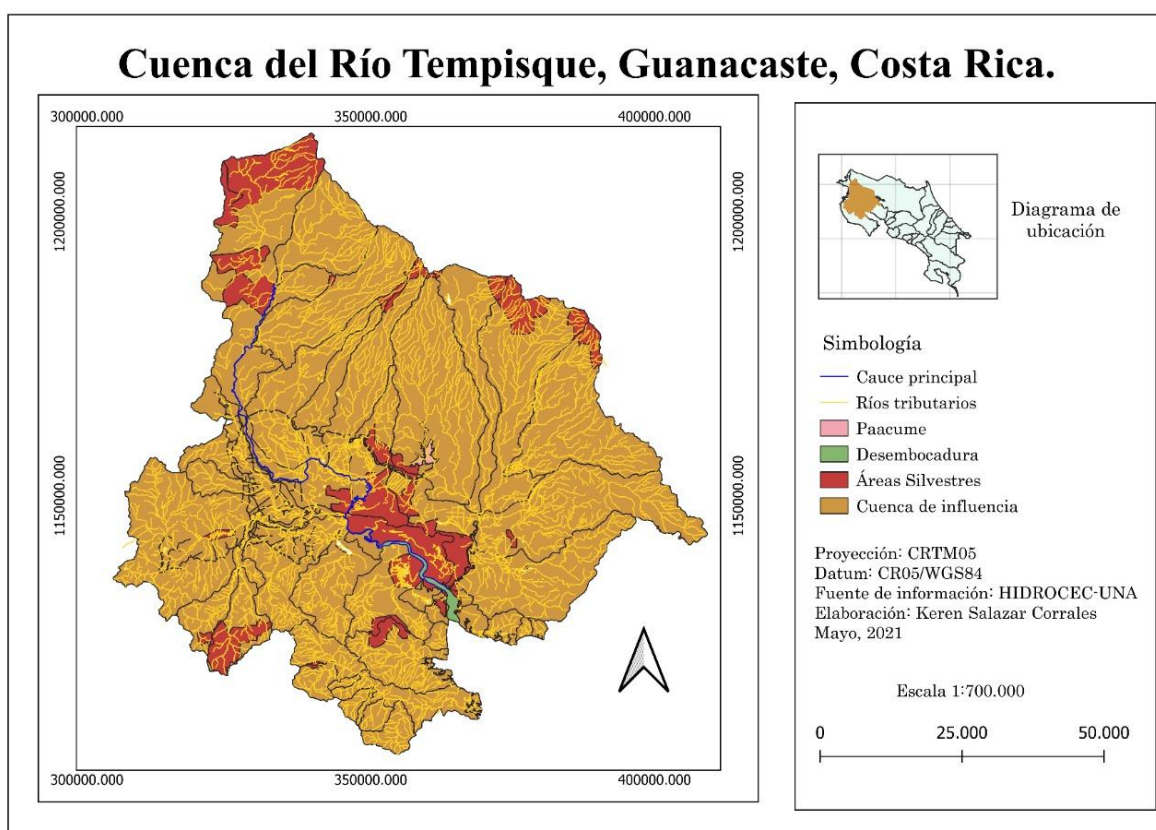 Cuenca del Río Tempisque, Guanacaste, Costa Rica.
300000.000 350000.000 400000.000
1200000.000 1200000.000
1150000.000 1150000.000
300000.000 350000.000 400000.000
Diagrama de
ubicación
Simbología
Cauce principal
Ríos tributarios
Paacume
Desembocadura
Áreas Silvestres
Cuenca de influencia
Proyección: CRTM05
Datum: CR05/WGS84
Fuente de información: HIDROCEC-UNA
Elaboración: Keren Salazar Corrales
Mayo, 2021
Escala 1:700.000
0 25.000 50.000